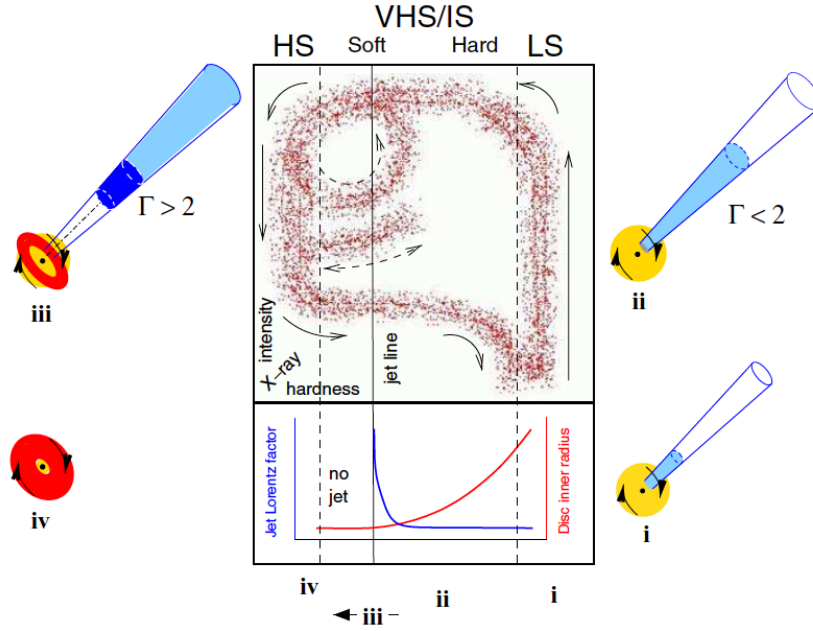 VHS/IS
HS Soft Hard LS
Γ > 2
Γ < 2
iii
ii
X-ray intensity
hardness
jet line
Jet Lorentz factor
no
jet
Disc inner radius
iv
i
iv iii ii i